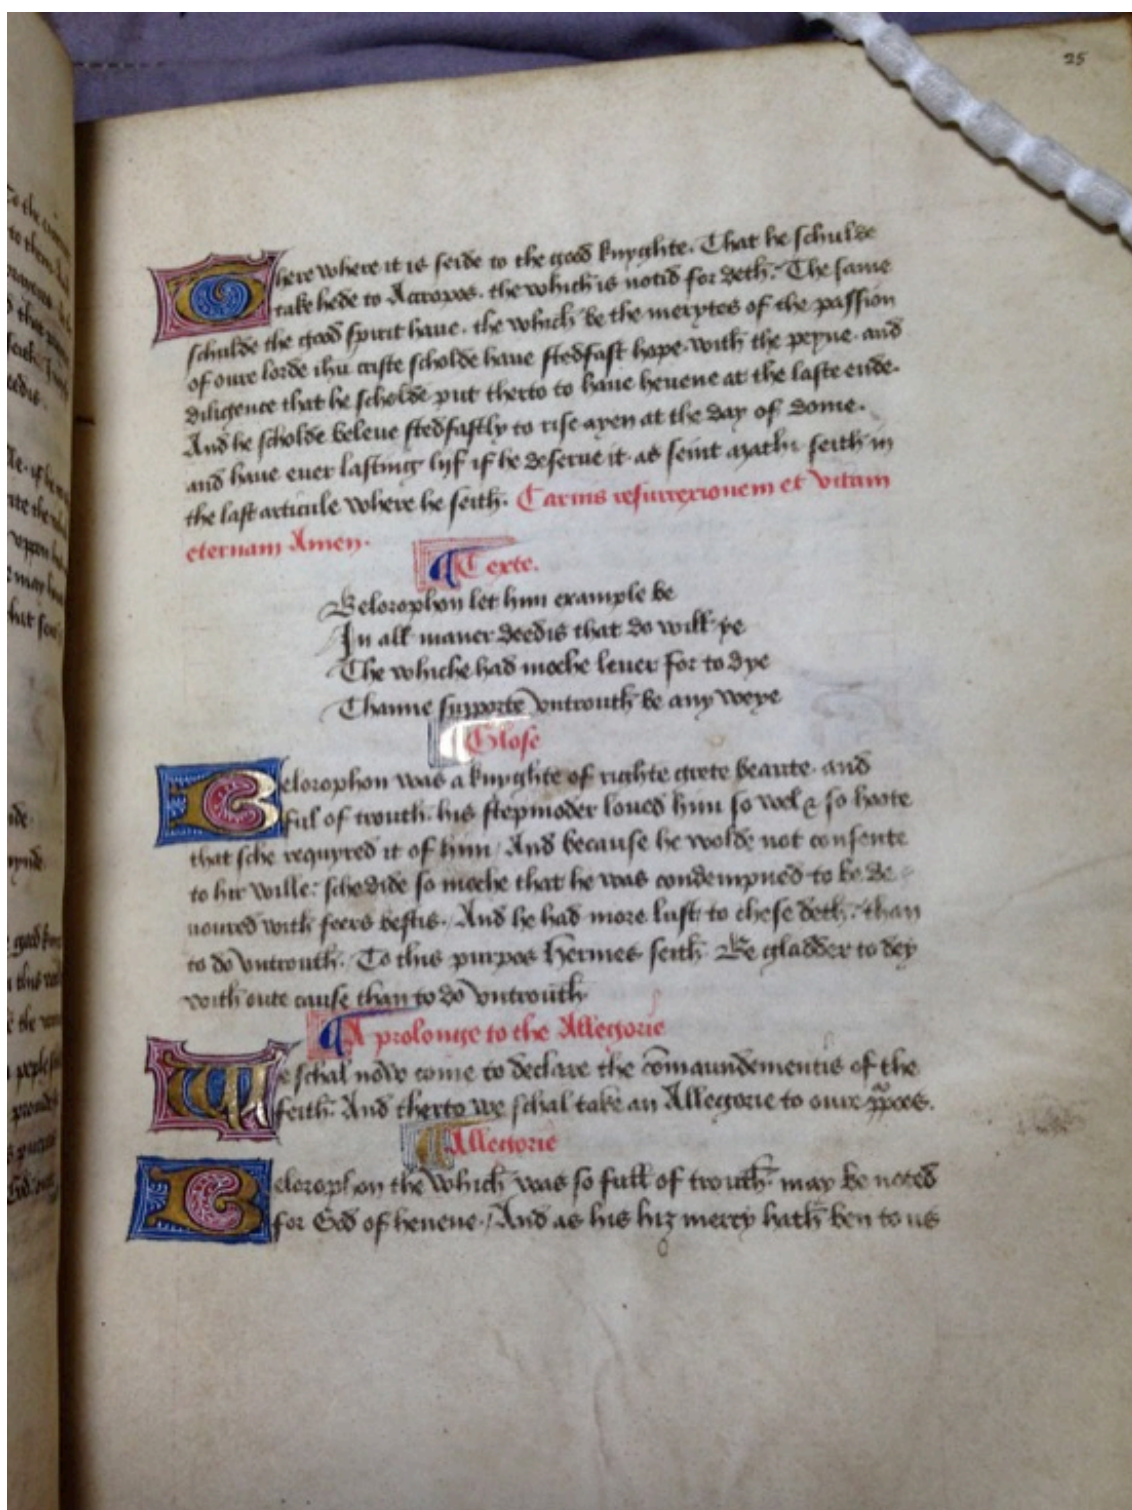 25
There where it is seide to the good knyghte. That he schulde
take hede to Attropos. the which is notid for deth. The same
schulde the good spirit haue. the which be the merytes of the passion
of oure lorde ihu criste scholde haue stedfast hope. with the peyne. and
diligence that he scholde put therto to haue heuene at the laste ende.
And he scholde beleue stedfastly to rise ayen at the day of dome.
and haue euer lasting lyf if he deserue it. as seint mathi seith in
the last articule where he seith. Carnis resurrexionem et vitam
eternam Amen.
¶ Texte.
Belorophon let him example be
In all maner deedis that do will ye
The whiche had moche leuer for to dye
Thanne supporte vntrouth be any weye
¶ Glose
Belorophon was a knyghte of righte grete beaute. and
ful of trouth. his stepmoder loued him so wel & so hoote
that sche requyred it of him / And because he wolde not consente
to hir wille: sche dide so moche that he was condempned to be de
uoured with feers bestis. And he had more lust to chese deth. than
to do vntrouth. To this purpos Hermes seith. Be gladder to dey
with oute cause than to do vntrouth
¶ A prolonge to the Allegorie
We schal nowe come to declare the cōmaundementis of the
feith. And therto we schal take an Allegorie to oure
¶ Allegorie
Belorophon the which was so full of trouth. may be noted
for God of heuene. / And as his hiz mercy hath ben to us